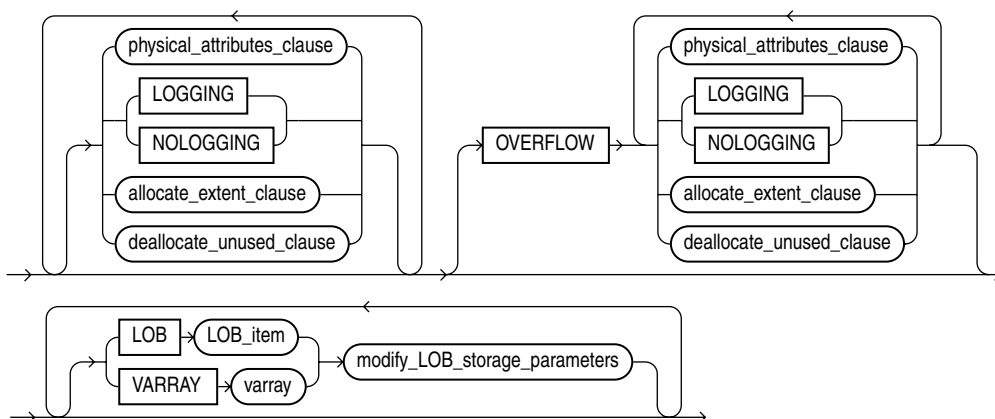 physical_attributes_clause
LOGGING
NOLOGGING
allocate_extent_clause
deallocate_unused_clause
OVERFLOW
physical_attributes_clause
LOGGING
NOLOGGING
allocate_extent_clause
deallocate_unused_clause
LOB LOB_item
VARRAY varray
modify_LOB_storage_parameters